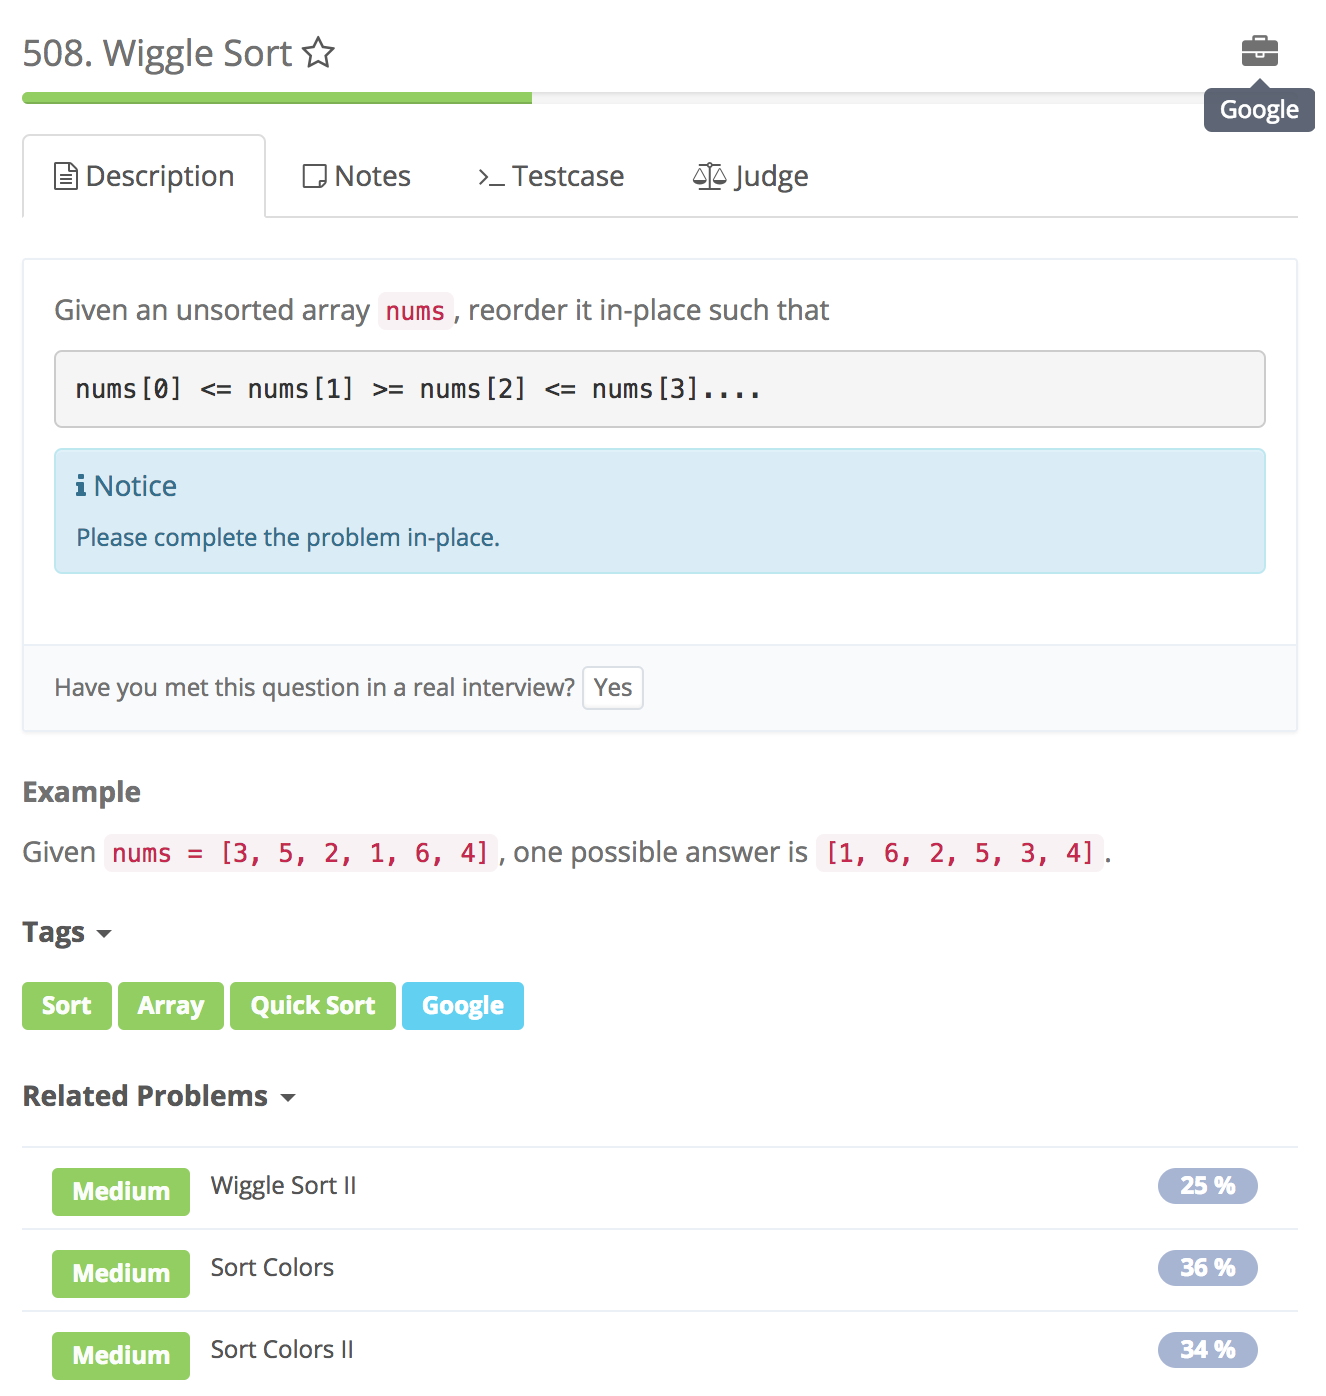 508. Wiggle Sort
Google
Description Notes Testcase Judge
Given an unsorted array nums, reorder it in-place such that
nums[0] <= nums[1] >= nums[2] <= nums[3]....
Notice
Please complete the problem in-place.
Have you met this question in a real interview? Yes
Example
Given nums = [3, 5, 2, 1, 6, 4], one possible answer is [1, 6, 2, 5, 3, 4].
Tags
Sort Array Quick Sort Google
Related Problems
Medium Wiggle Sort II 25 %
Medium Sort Colors 36 %
Medium Sort Colors II 34 %